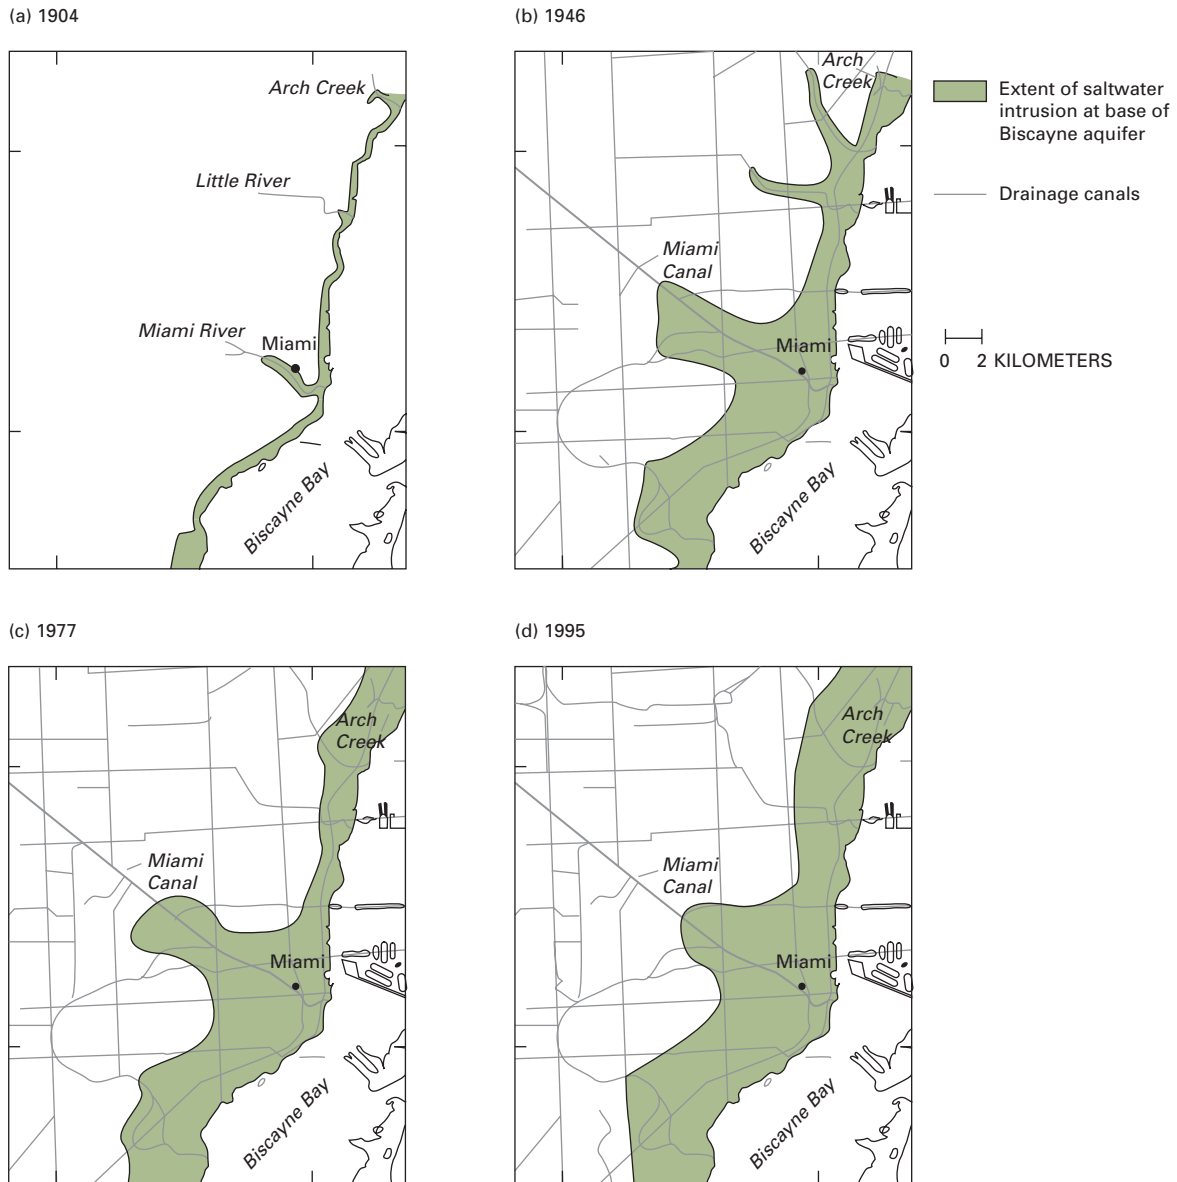 (a) 1904
Arch Creek
Little River
Miami River
Miami
Biscayne Bay
(b) 1946
Arch
Creek
Miami
Canal
Miami
Biscayne Bay
Extent of saltwater
intrusion at base of
Biscayne aquifer
Drainage canals
0 2 KILOMETERS
(c) 1977
Arch
Creek
Miami
Canal
Miami
Biscayne Bay
(d) 1995
Arch
Creek
Miami
Canal
Miami
Biscayne Bay